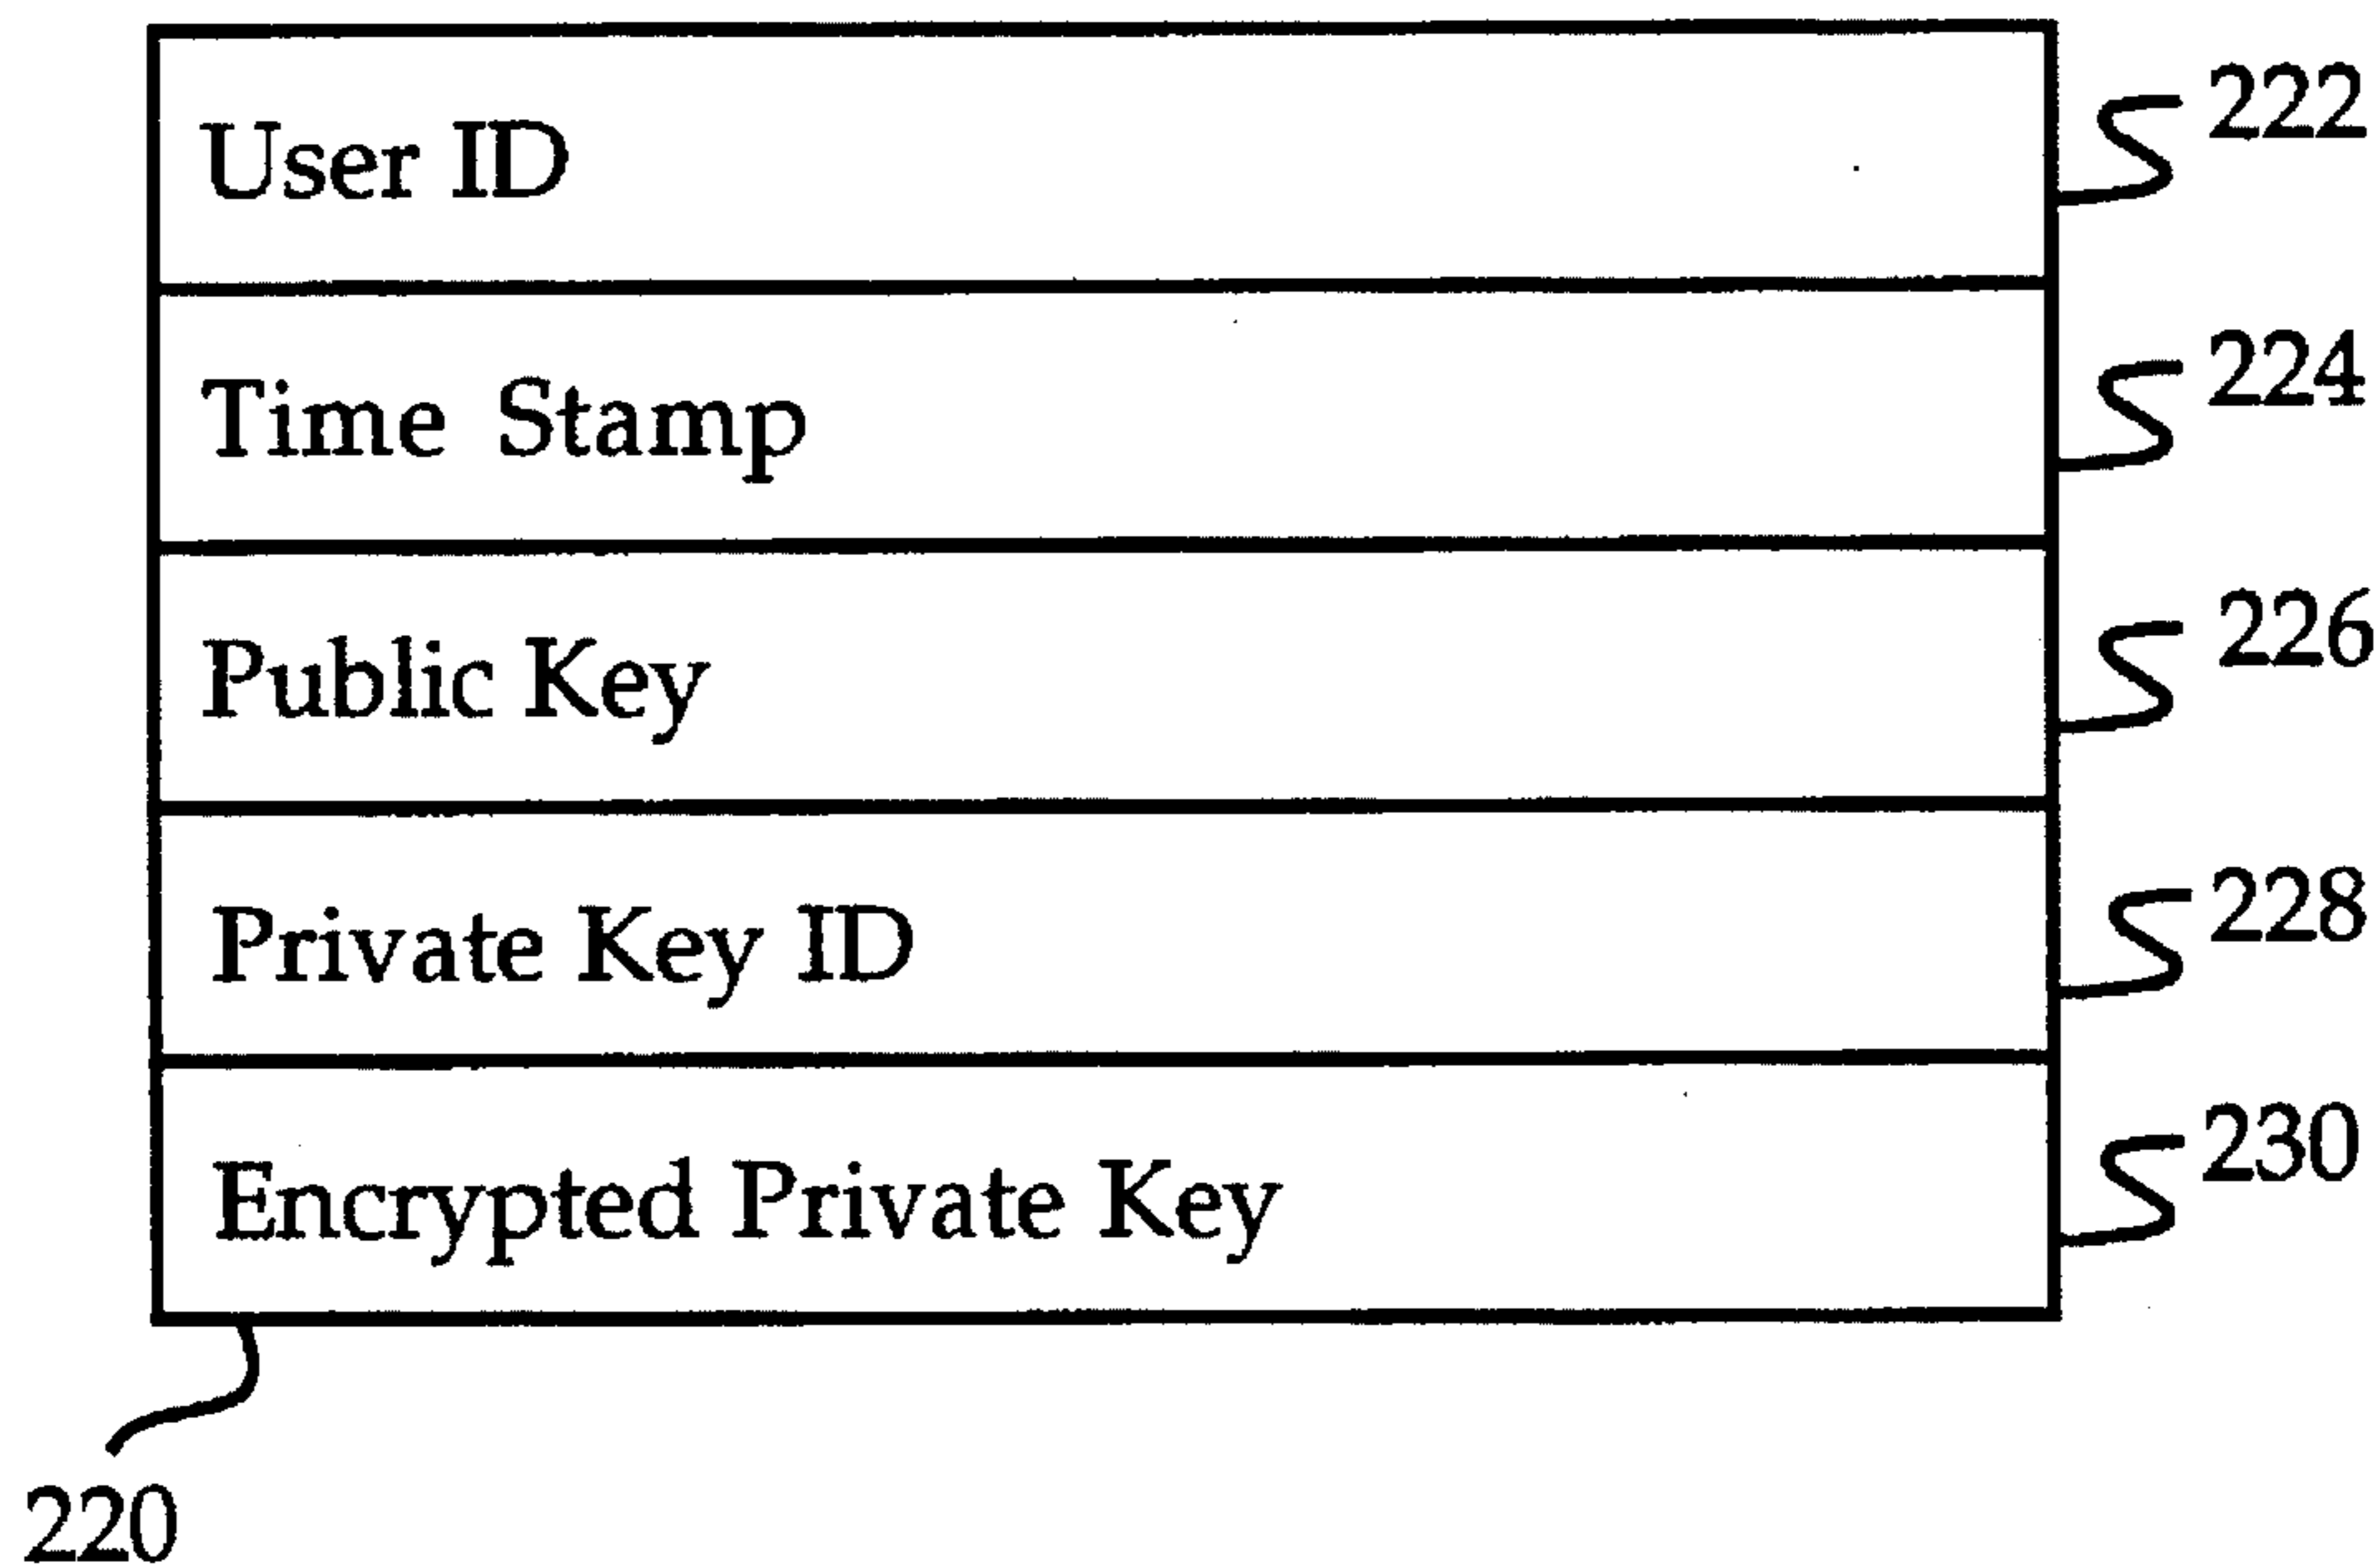 User ID 222
Time Stamp 224
Public Key 226
Private Key ID 228
Encrypted Private Key 230
220